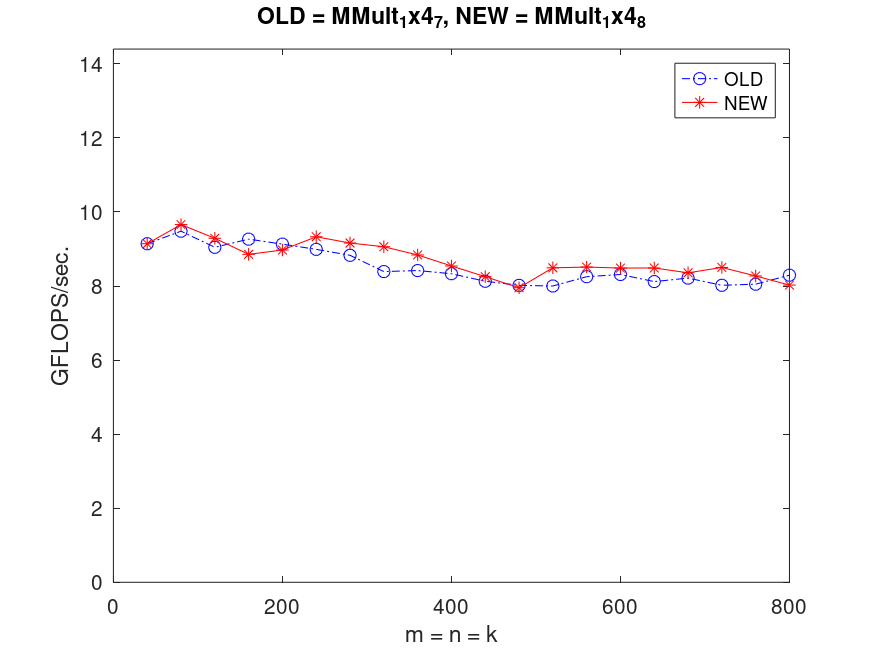 OLD = MMult₁x4₇, NEW = MMult₁x4₈
14
12
10
8
6
4
2
0
GFLOPS/sec.
OLD
NEW
0 200 400 600 800
m = n = k